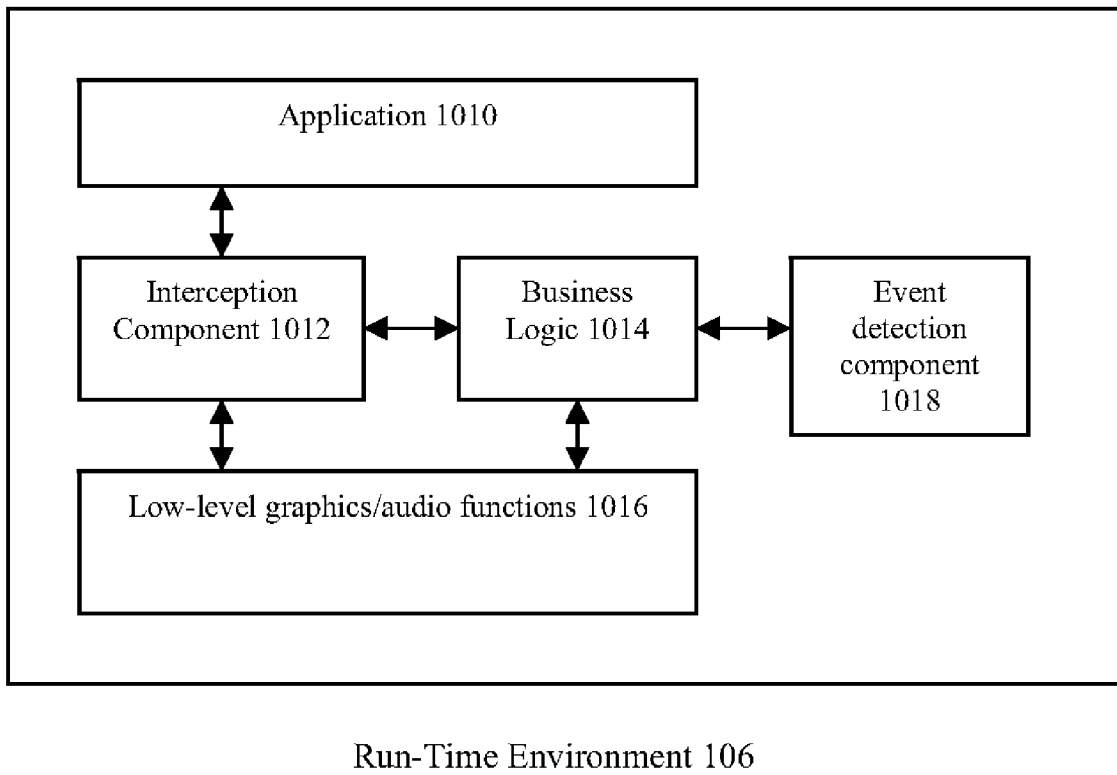 Application 1010
Interception
Component 1012
Business
Logic 1014
Event
detection
component
1018
Low-level graphics/audio functions 1016
Run-Time Environment 106